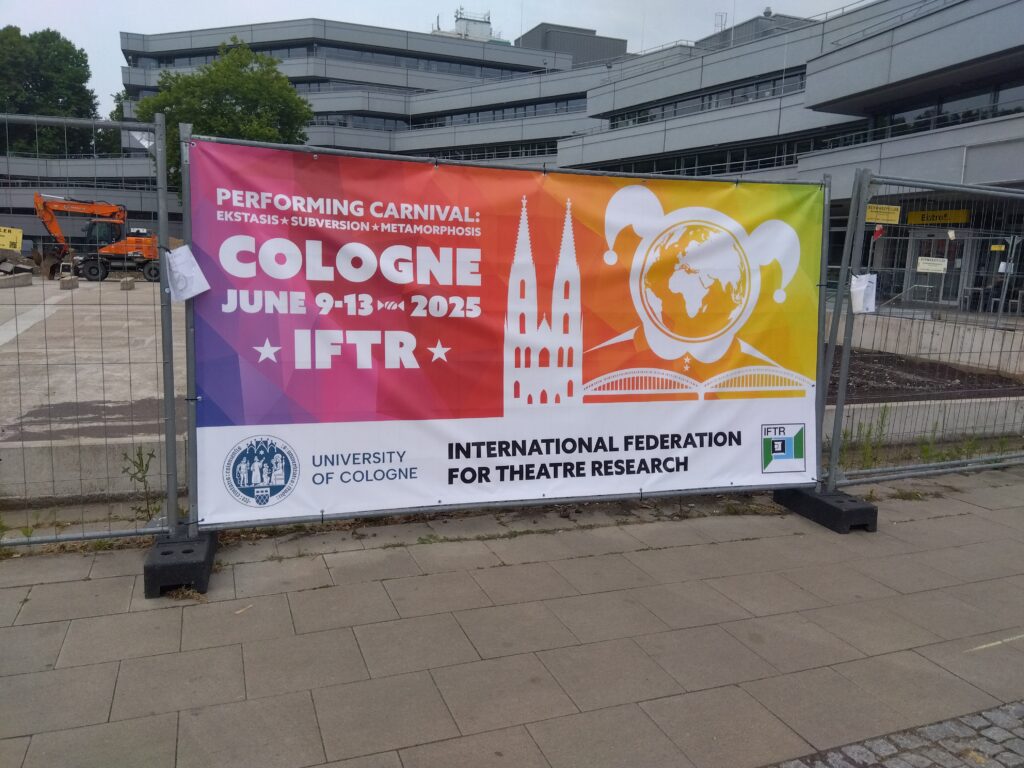 PERFORMING CARNIVAL:
EKSTASIS★SUBVERSION★METAMORPHOSIS
COLOGNE
JUNE 9-13 2025
★ IFTR ★
UNIVERSITY
OF COLOGNE
INTERNATIONAL FEDERATION
FOR THEATRE RESEARCH
IFTR